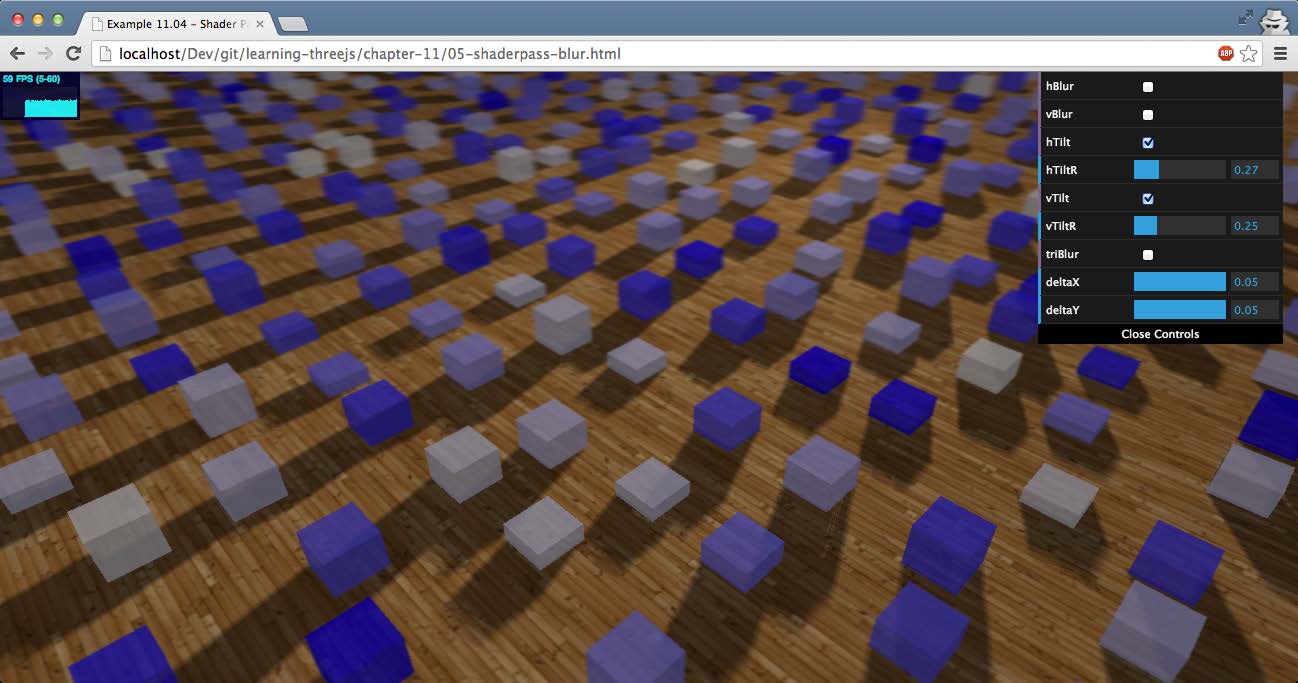 Example 11.04 – Shader P
localhost/Dev/git/learning-threejs/chapter-11/05-shaderpass-blur.html
ABP
59 FPS (5-60)
hBlur
vBlur
hTilt
hTiltR 0.27
vTilt
vTiltR 0.25
triBlur
deltaX 0.05
deltaY 0.05
Close Controls